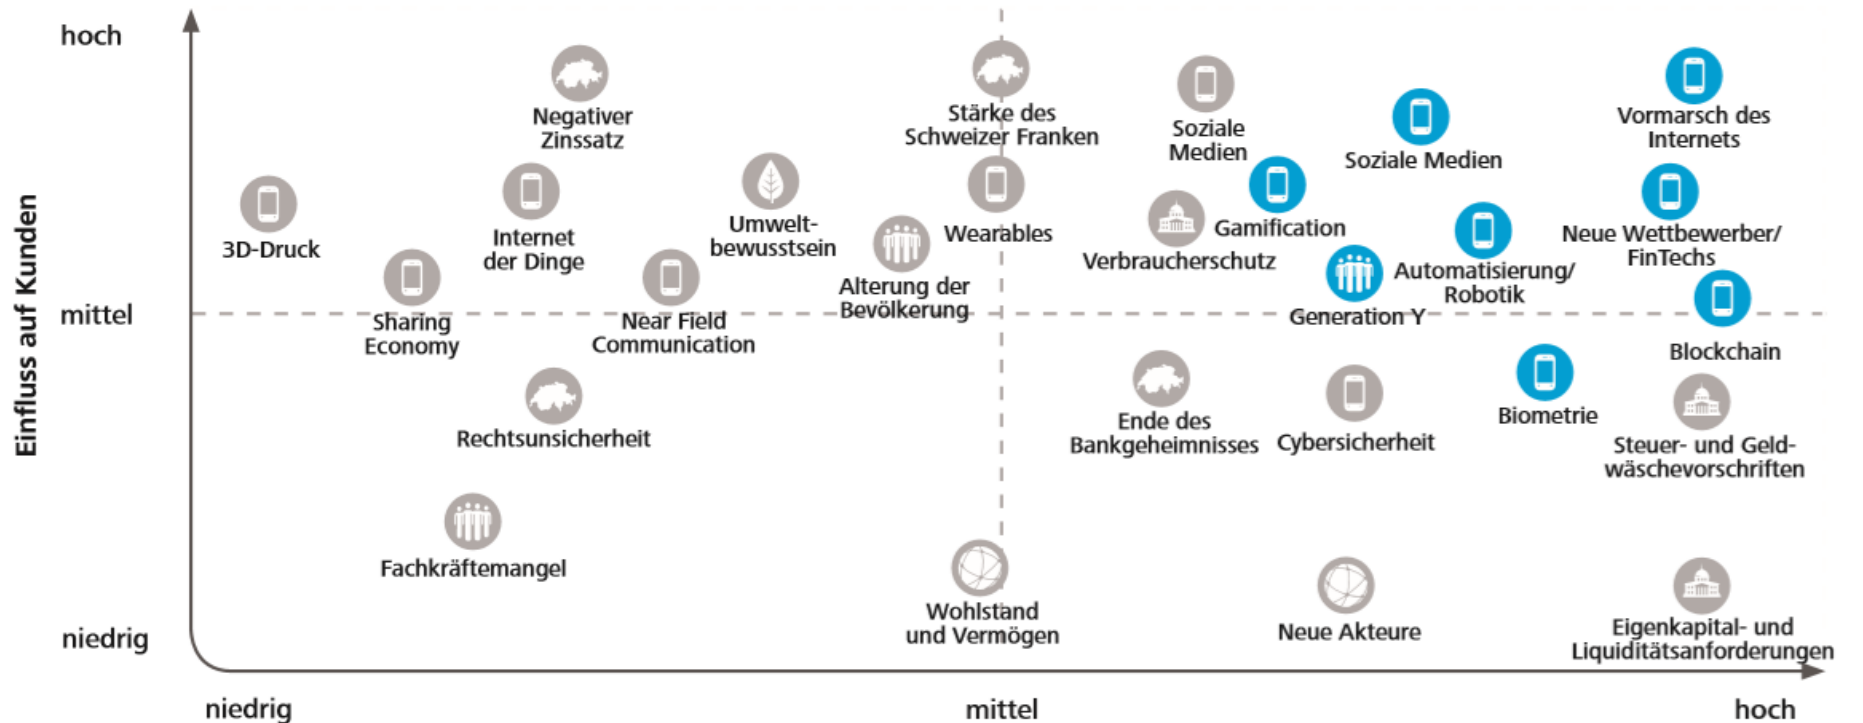 hoch
Negativer
Zinssatz
Stärke des
Schweizer Franken
Soziale
Medien
Soziale Medien
Vormarsch des
Internets
3D-Druck
Internet
der Dinge
Umwelt-
bewusstsein
Wearables
Gamification
Verbraucherschutz
Neue Wettbewerber/
FinTechs
Alterung der
Bevölkerung
Automatisierung/
Robotik
Einfluss auf Kunden
mittel
Sharing
Economy
Near Field
Communication
Generation Y
Blockchain
Rechtsunsicherheit
Ende des
Bankgeheimnisses
Cybersicherheit
Biometrie
Steuer- und Geld-
wäschevorschriften
Fachkräftemangel
Wohlstand
und Vermögen
Neue Akteure
Eigenkapital- und
Liquiditätsanforderungen
niedrig
niedrig
mittel
hoch